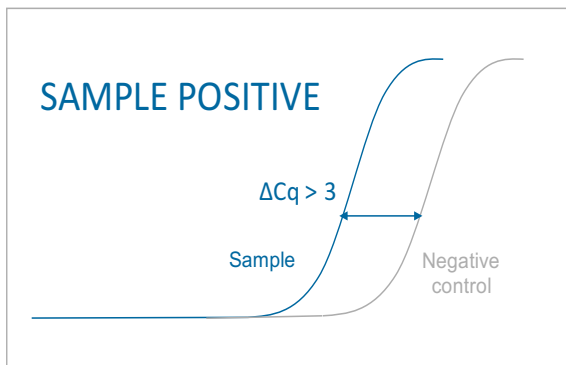 SAMPLE POSITIVE
ΔCq > 3
Sample
Negative
control